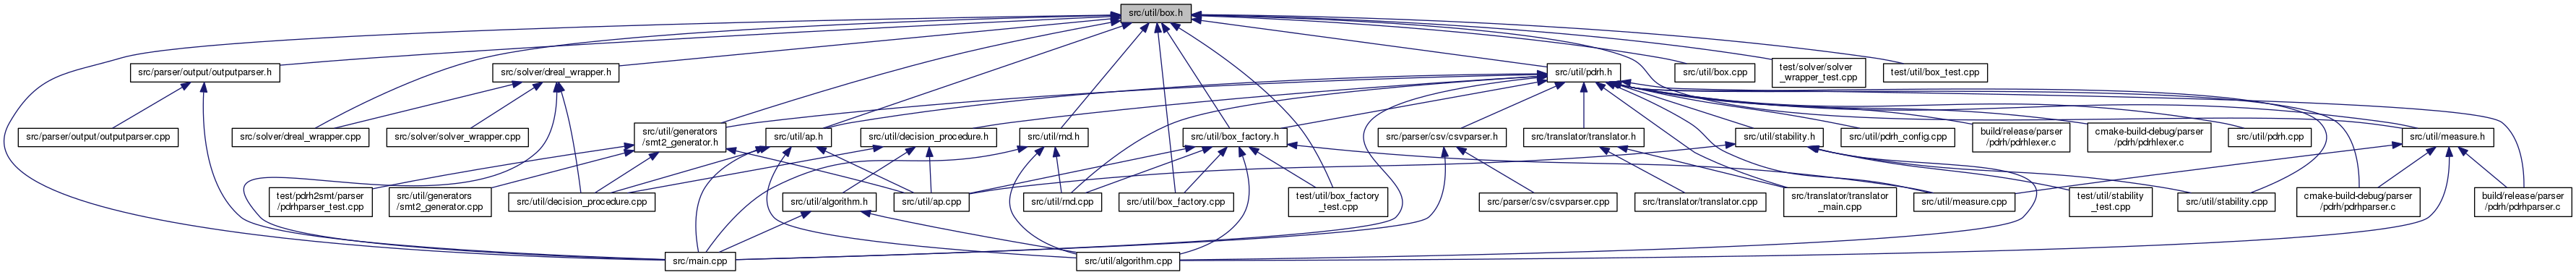 src/util/box.h
src/parser/output/outputparser.h
src/solver/dreal_wrapper.h
src/util/pdrh.h
src/util/box.cpp
test/solver/solver
_wrapper_test.cpp
test/util/box_test.cpp
src/parser/output/outputparser.cpp
src/solver/dreal_wrapper.cpp
src/solver/solver_wrapper.cpp
src/util/generators
/smt2_generator.h
src/util/ap.h
src/util/decision_procedure.h
src/util/rnd.h
src/util/box_factory.h
src/parser/csv/csvparser.h
src/translator/translator.h
src/util/stability.h
src/util/pdrh_config.cpp
build/release/parser
/pdrh/pdrhlexer.c
cmake-build-debug/parser
/pdrh/pdrhlexer.c
src/util/pdrh.cpp
src/util/measure.h
test/pdrh2smt/parser
/pdrhparser_test.cpp
src/util/generators
/smt2_generator.cpp
src/util/decision_procedure.cpp
src/util/algorithm.h
src/util/ap.cpp
src/util/rnd.cpp
src/util/box_factory.cpp
test/util/box_factory
_test.cpp
src/parser/csv/csvparser.cpp
src/translator/translator.cpp
src/translator/translator
_main.cpp
src/util/measure.cpp
test/util/stability
_test.cpp
src/util/stability.cpp
cmake-build-debug/parser
/pdrh/pdrhparser.c
build/release/parser
/pdrh/pdrhparser.c
src/main.cpp
src/util/algorithm.cpp